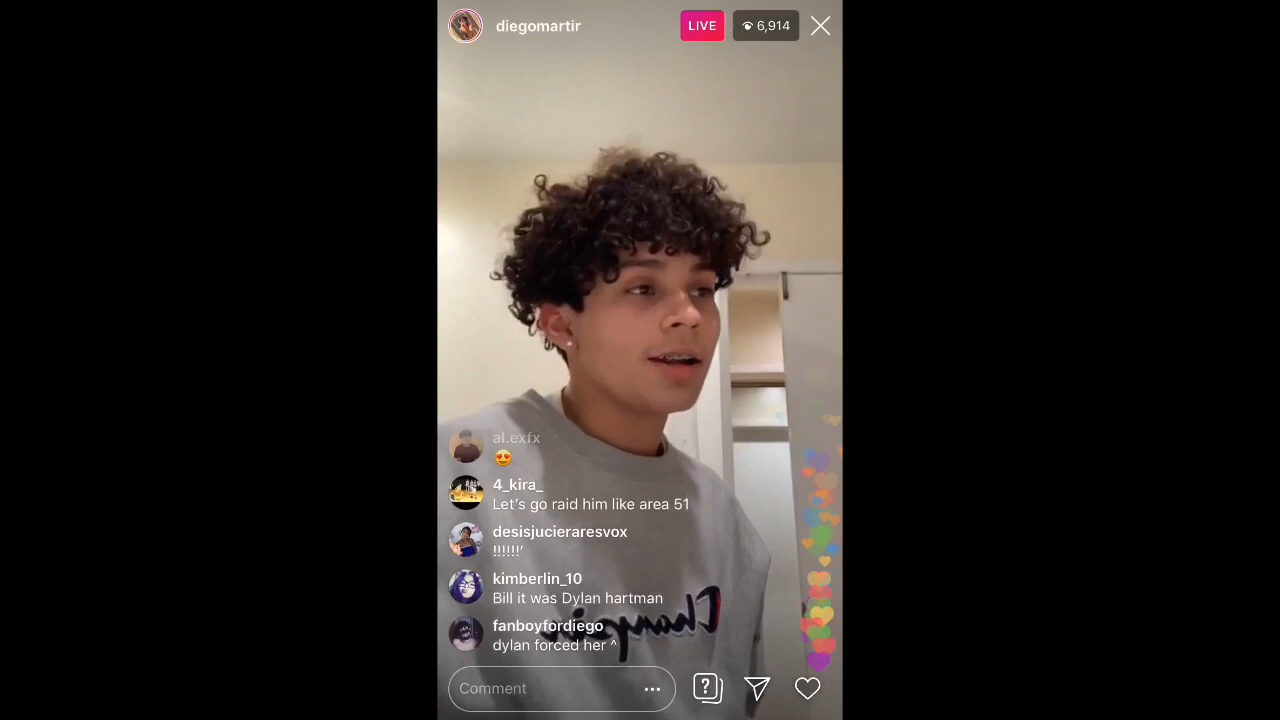 diegomartir
LIVE
6,914
al.exfx
😍
4_kira_
Let's go raid him like area 51
desisjucieraresvox
!!!!!!'
kimberlin_10
Bill it was Dylan hartman
fanboyfordiego
dylan forced her ^
Champion
Comment